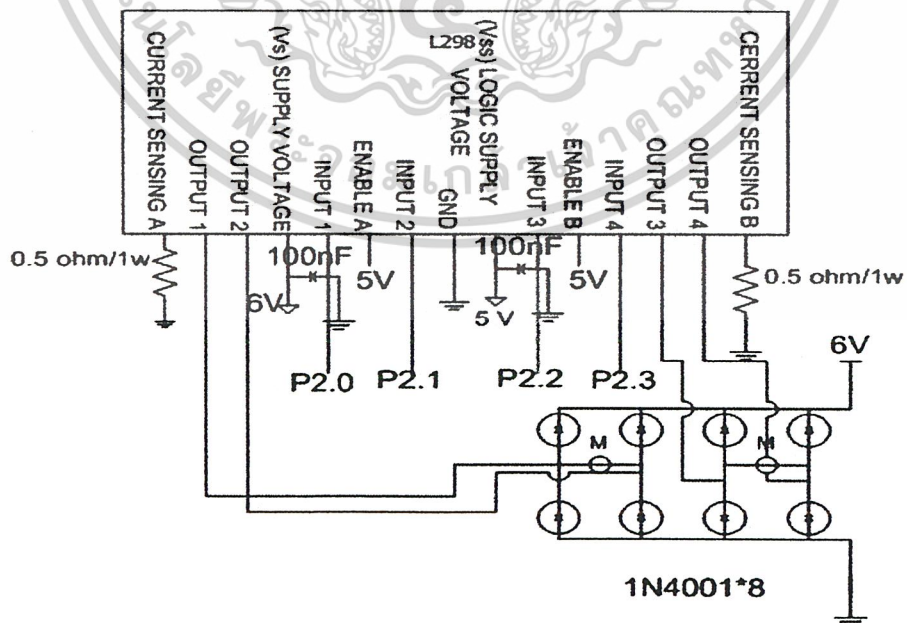 L298
CURRENT SENSING A
OUTPUT 1
OUTPUT 2
(Vs) SUPPLY VOLTAGE
INPUT 1
ENABLE A
INPUT 2
GND
(Vss) LOGIC SUPPLY
VOLTAGE
INPUT 3
ENABLE B
INPUT 4
OUTPUT 3
OUTPUT 4
CERRENT SENSING B
0.5 ohm/1w
100nF
6V
5V
100nF
5 V
5V
0.5 ohm/1w
P2.0
P2.1
P2.2
P2.3
6V
M
M
1N4001*8